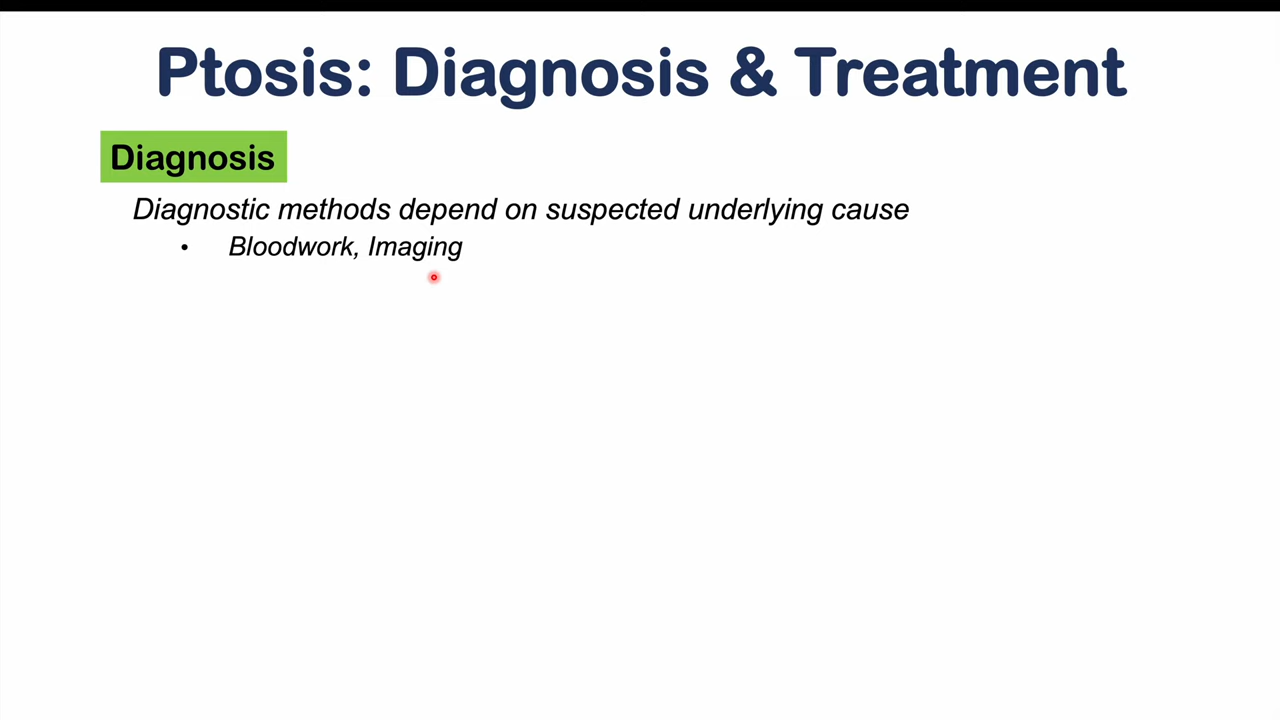 Ptosis: Diagnosis & Treatment
Diagnosis
Diagnostic methods depend on suspected underlying cause
• Bloodwork, Imaging